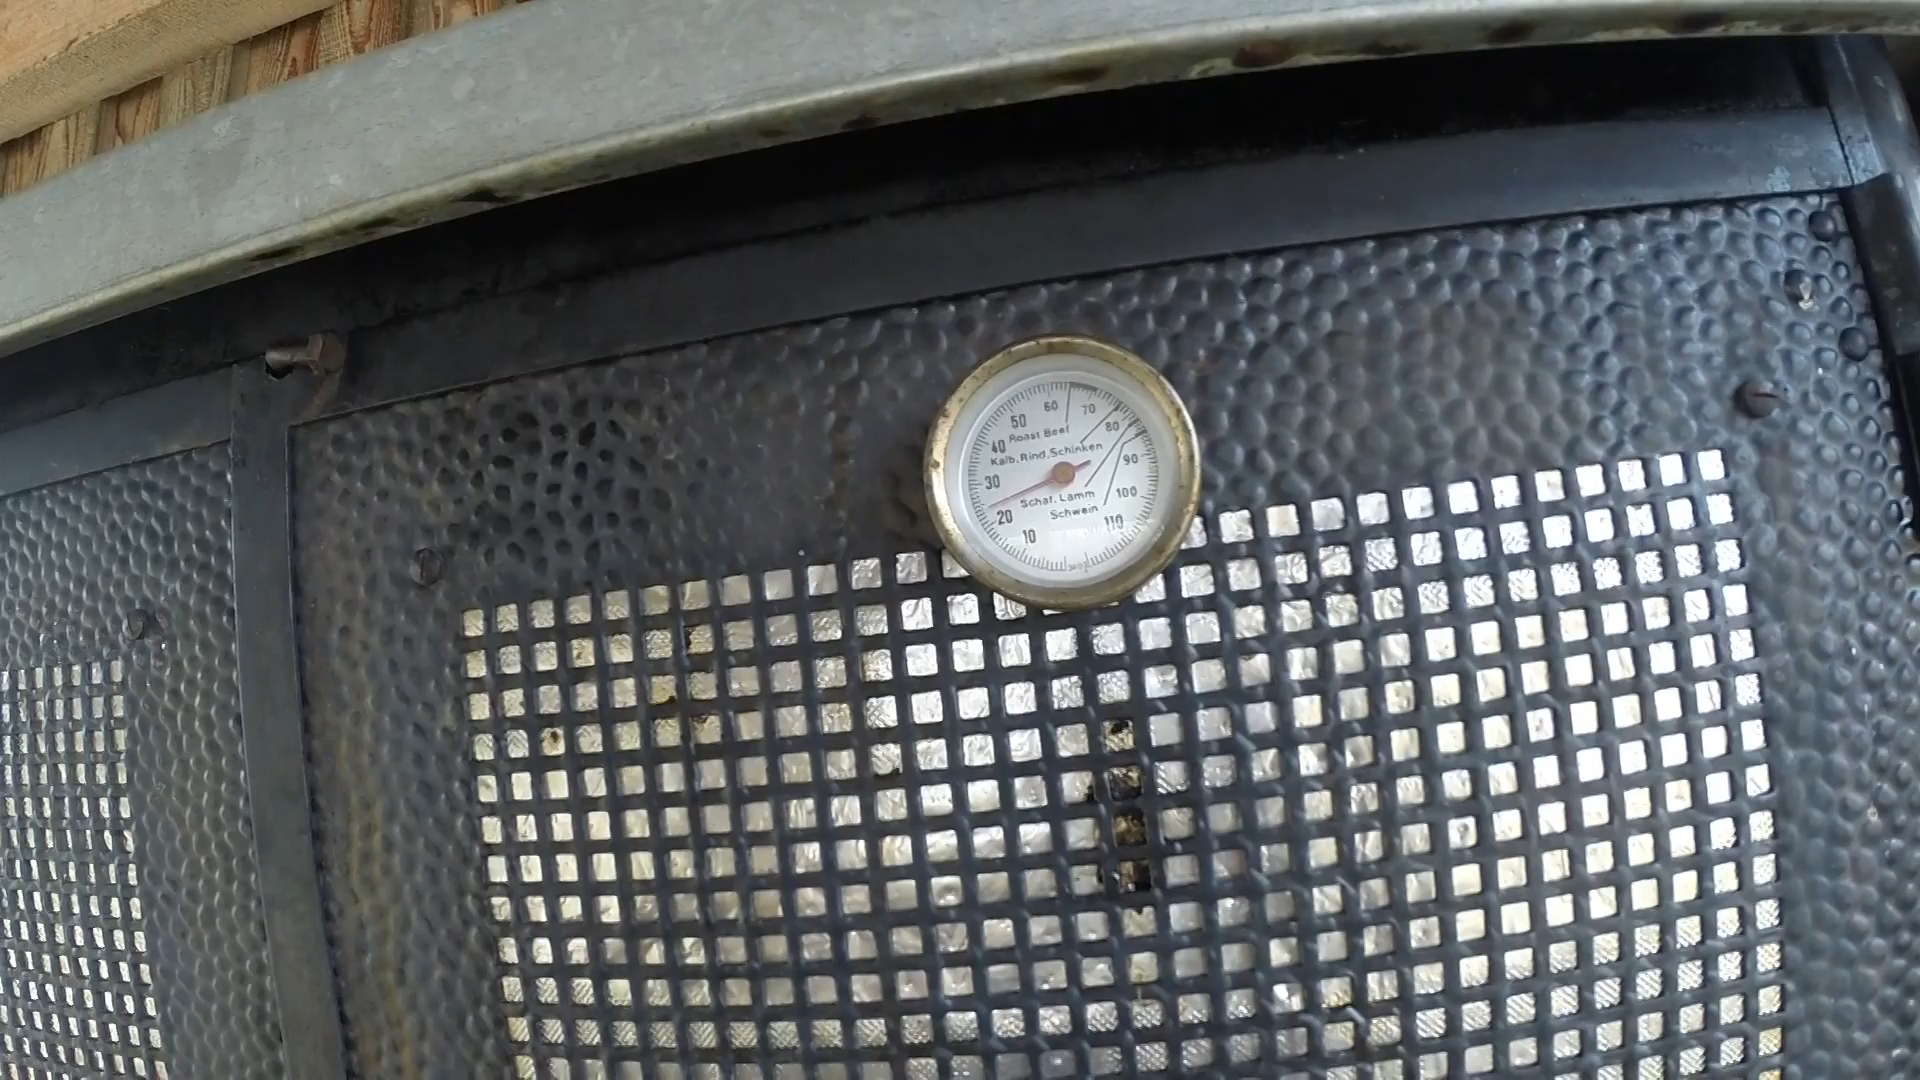 10 20 30 40 50 60 70 80 90 100 110
Roast Beef
Kalb, Rind, Schinken
Schaf, Lamm
Schwein